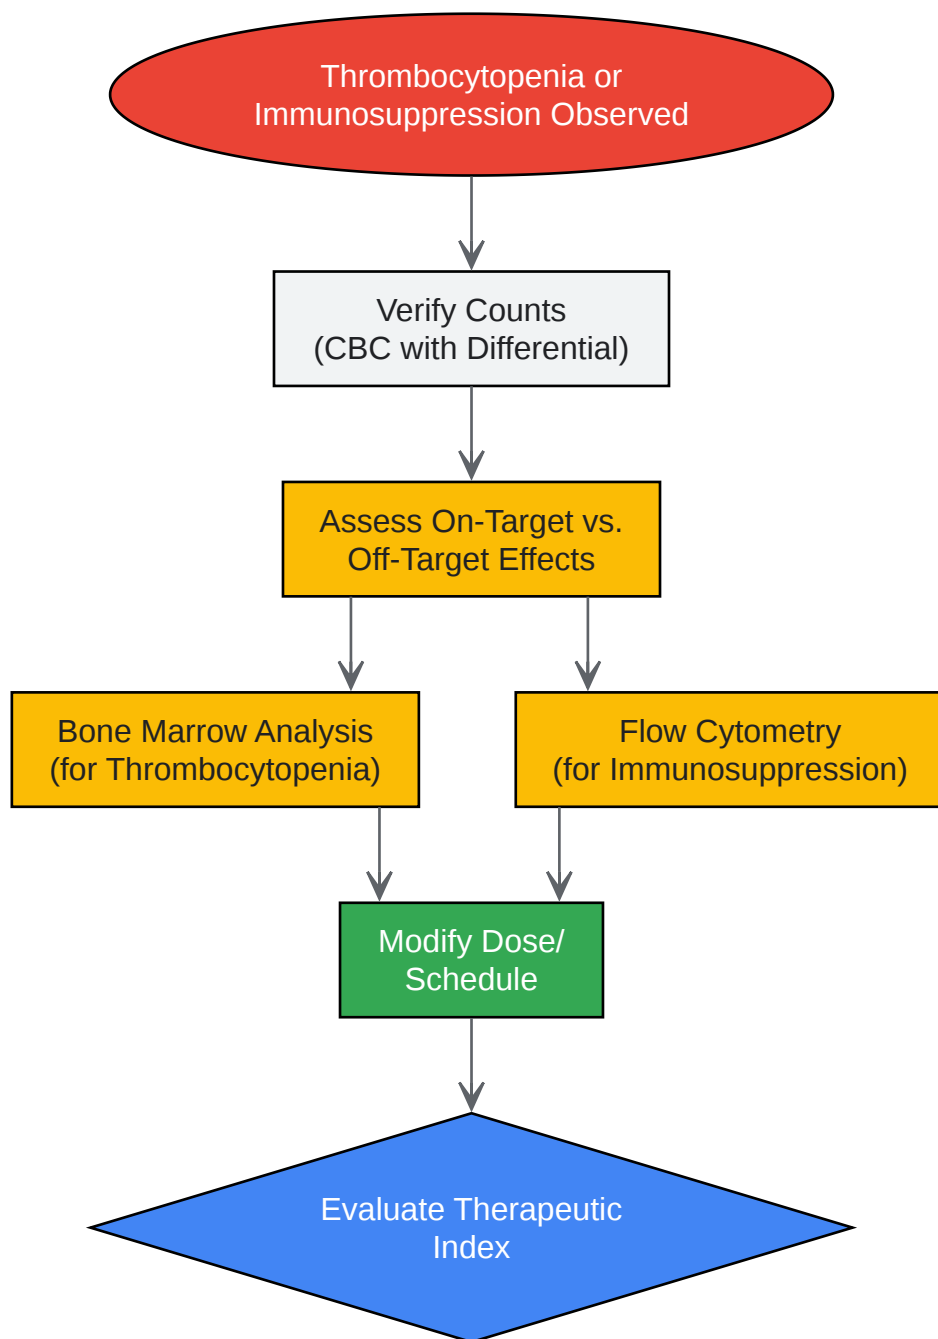 Thrombocytopenia or
Immunosuppression Observed
Verify Counts
(CBC with Differential)
Assess On-Target vs.
Off-Target Effects
Bone Marrow Analysis
(for Thrombocytopenia)
Flow Cytometry
(for Immunosuppression)
Modify Dose/
Schedule
Evaluate Therapeutic
Index